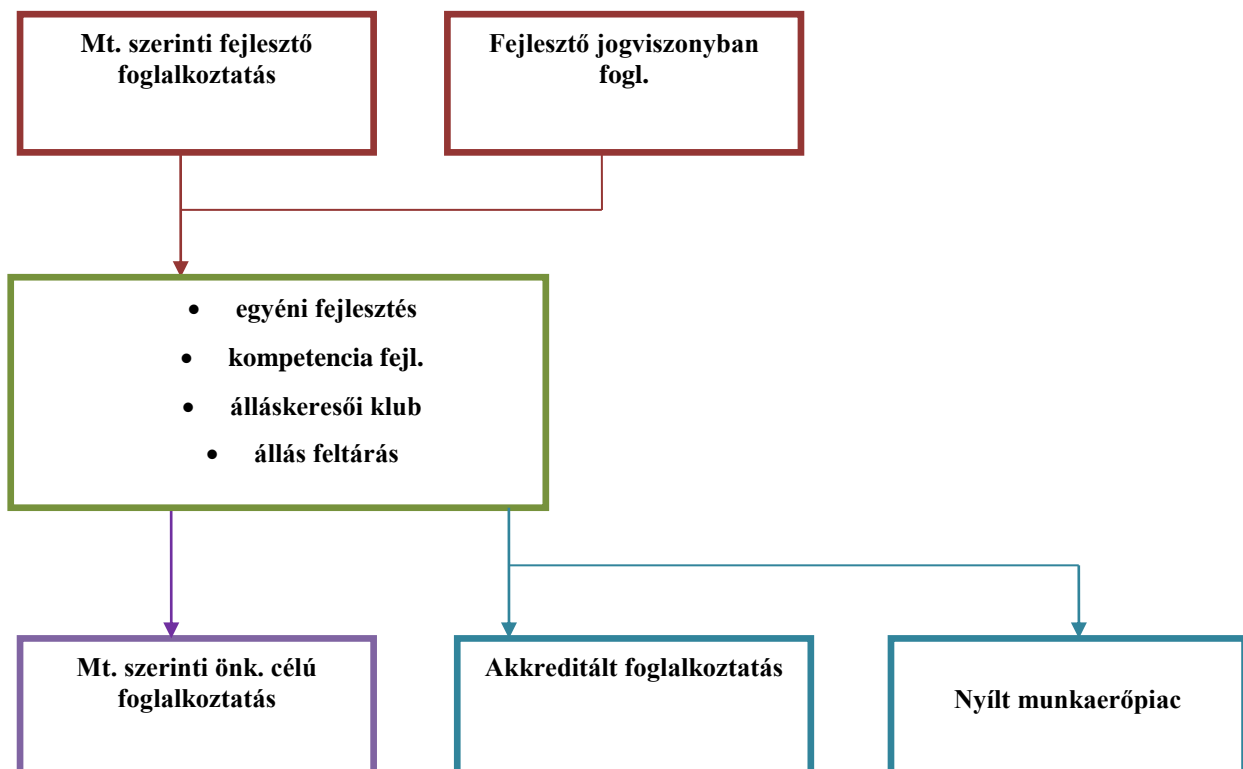 Mt. szerinti fejlesztő
foglalkoztatás
Fejlesztő jogviszonyban
fogl.
• egyéni fejlesztés
• kompetencia fejl.
• álláskeresői klub
• állás feltárás
Mt. szerinti önk. célú
foglalkoztatás
Akkreditált foglalkoztatás
Nyílt munkaerőpiac